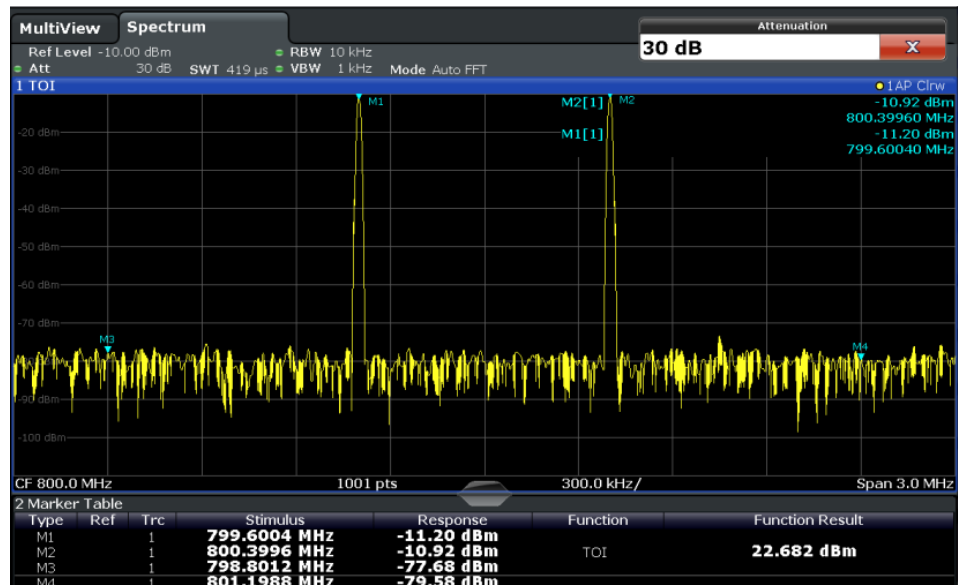 MultiView Spectrum
Attenuation
30 dB X
Ref Level -10.00 dBm RBW 10 kHz
Att 30 dB SWT 419 µs VBW 1 kHz Mode Auto FFT
1 TOI 1AP Clrw
M1 M2[1] M2 -10.92 dBm
800.39960 MHz
-20 dBm M1[1] -11.20 dBm
799.60040 MHz
-30 dBm
-40 dBm
-50 dBm
-60 dBm
-70 dBm
M3 M4
-90 dBm
-100 dBm
CF 800.0 MHz 1001 pts 300.0 kHz/ Span 3.0 MHz
2 Marker Table
Type Ref Trc Stimulus Response Function Function Result
M1 1 799.6004 MHz -11.20 dBm
M2 1 800.3996 MHz -10.92 dBm TOI 22.682 dBm
M3 1 798.8012 MHz -77.68 dBm
M4 1 801.1988 MHz -79.58 dBm